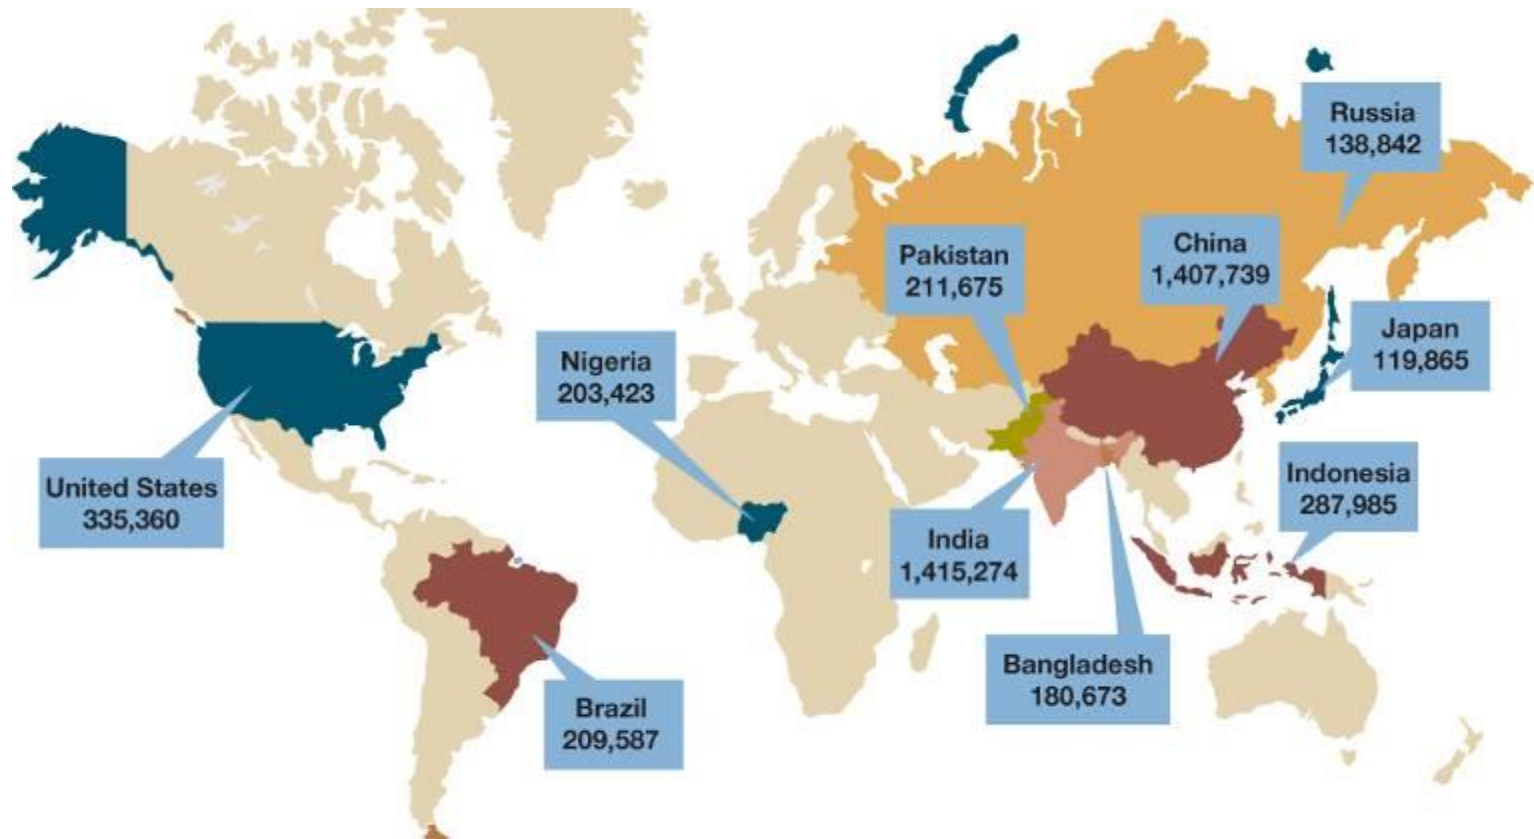 Russia
138,842
China
1,407,739
Pakistan
211,675
Japan
119,865
Nigeria
203,423
Indonesia
287,985
United States
335,360
India
1,415,274
Bangladesh
180,673
Brazil
209,587